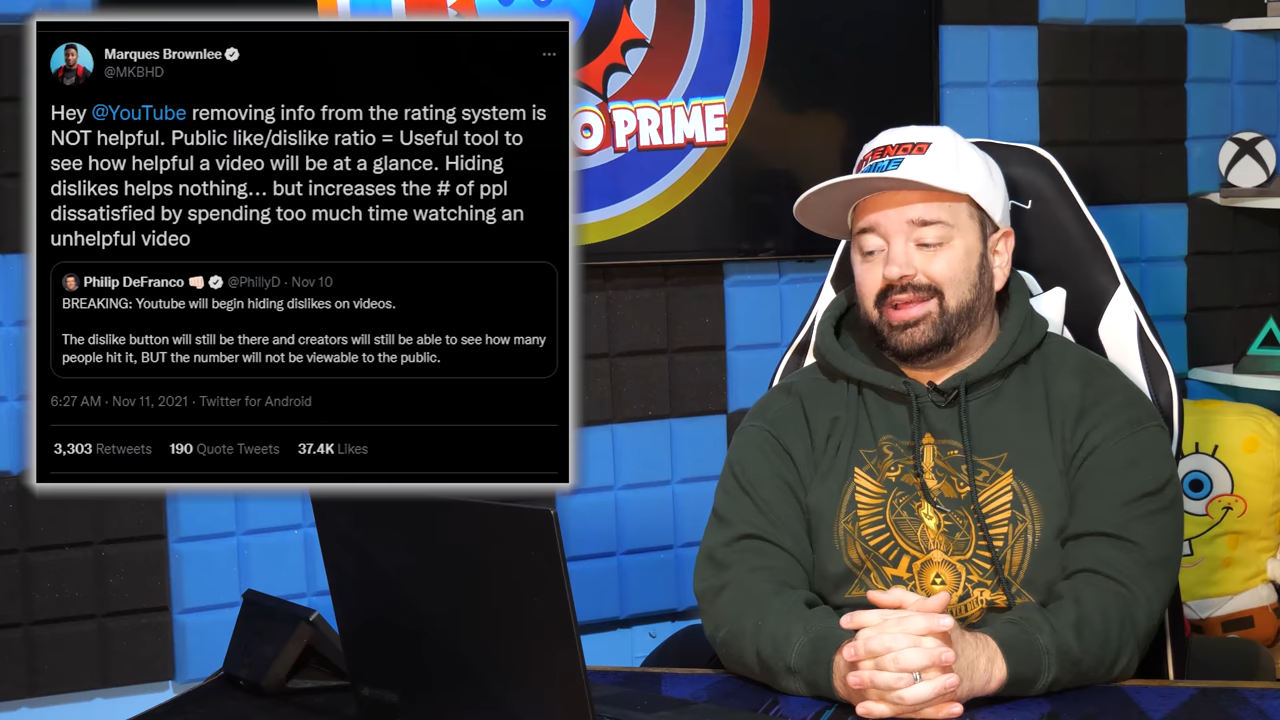 Marques Brownlee
@MKBHD
Hey @YouTube removing info from the rating system is
NOT helpful. Public like/dislike ratio = Useful tool to
see how helpful a video will be at a glance. Hiding
dislikes helps nothing... but increases the # of ppl
dissatisfied by spending too much time watching an
unhelpful video
Philip DeFranco 👊🏻 @PhillyD · Nov 10
BREAKING: Youtube will begin hiding dislikes on videos.
The dislike button will still be there and creators will still be able to see how many
people hit it, BUT the number will not be viewable to the public.
6:27 AM · Nov 11, 2021 · Twitter for Android
3,303 Retweets 190 Quote Tweets 37.4K Likes
O PRIME